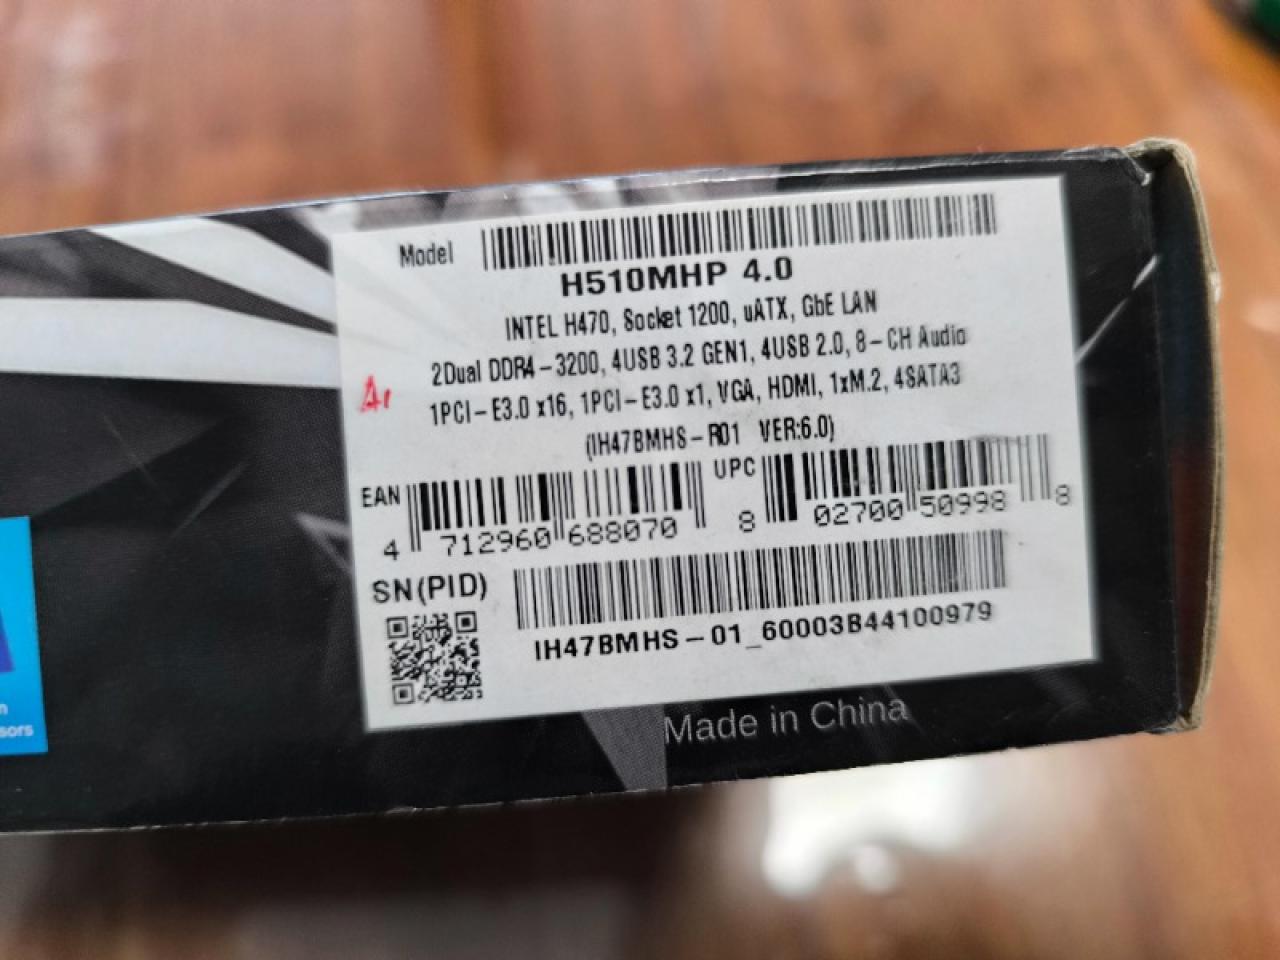 Model
H510MHP 4.0
INTEL H470, Socket 1200, uATX, GbE LAN
2Dual DDR4-3200, 4USB 3.2 GEN1, 4USB 2.0, 8-CH Audio
1PCI-E3.0 x16, 1PCI-E3.0 x1, VGA, HDMI, 1xM.2, 4SATA3
(IH47BMHS-R01 VER:6.0)
EAN
4 712960 688070
UPC
8 02700 50998 8
SN(PID)
IH47BMHS-01_60003B44100979
Made in China